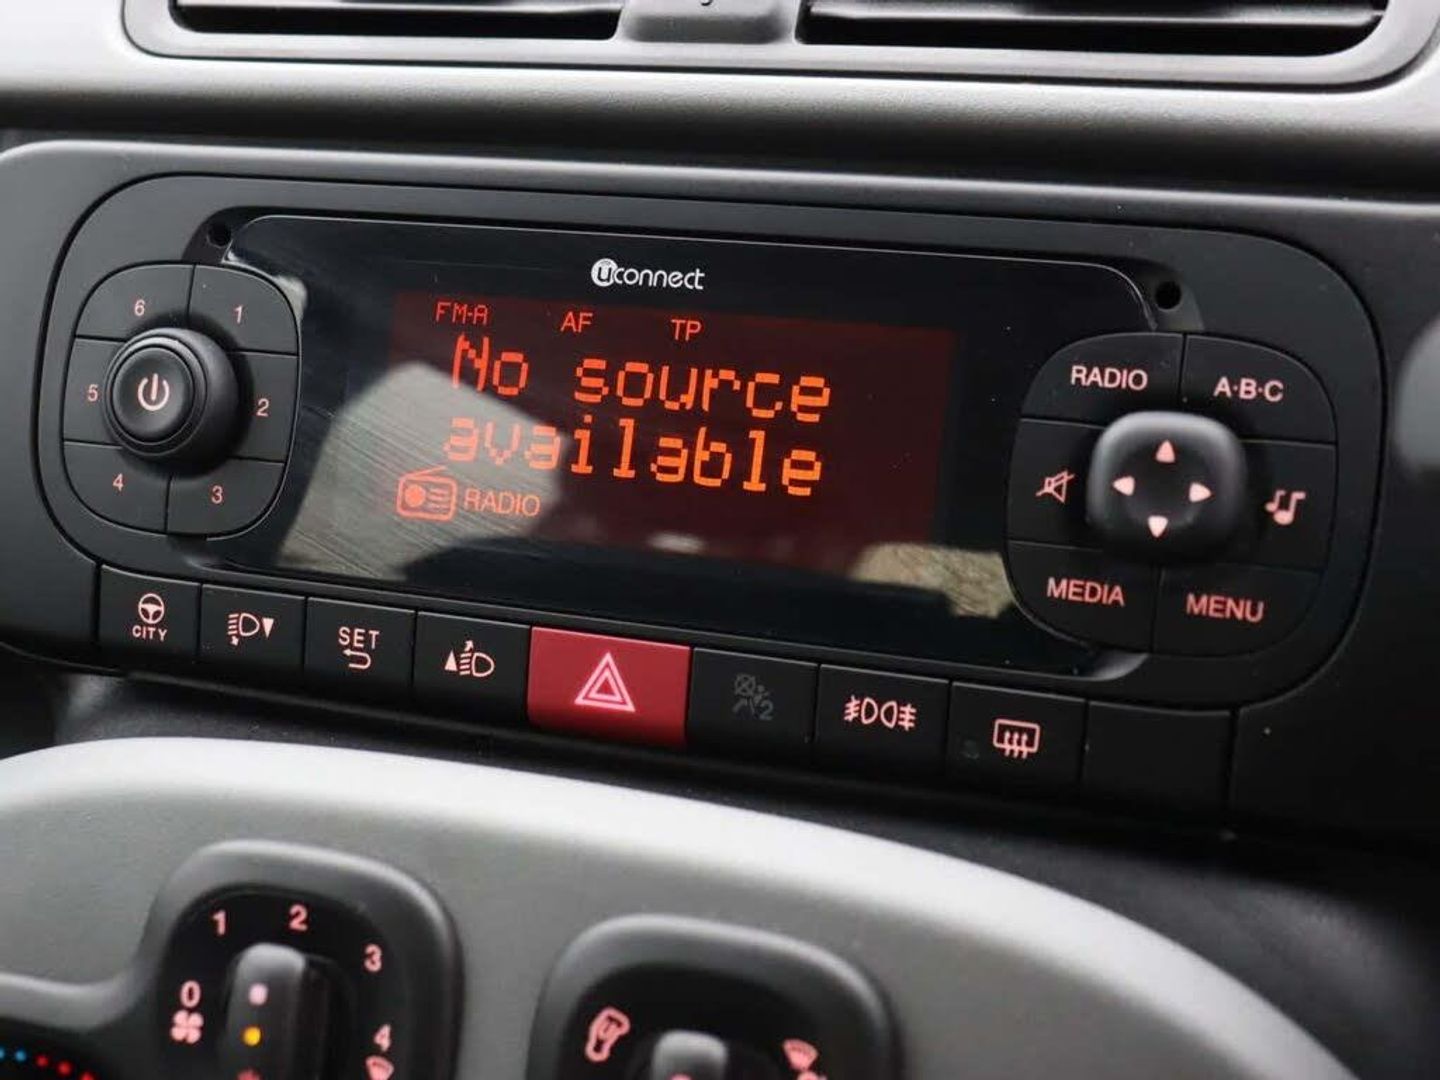 uconnect
FM-A AF TP
No source
available
RADIO
6 1
5 2
4 3
RADIO A·B·C
MEDIA MENU
CITY
SET
2
1 2 3
0 4